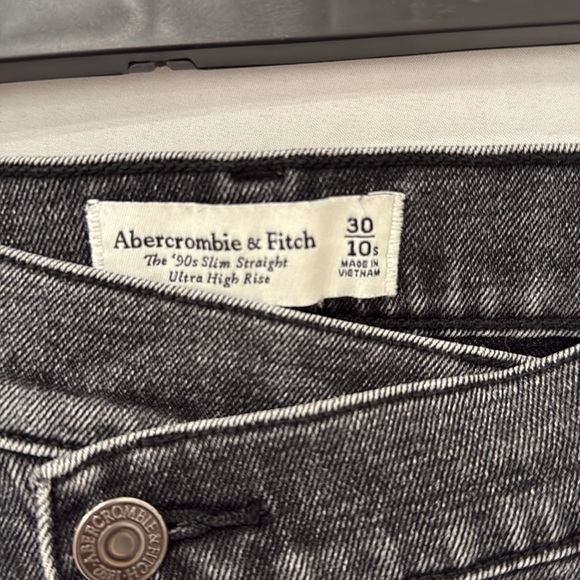 Abercrombie & Fitch
The '90s Slim Straight
Ultra High Rise
30
10s
MADE IN
VIETNAM
ABERCROMBIE & FITCH